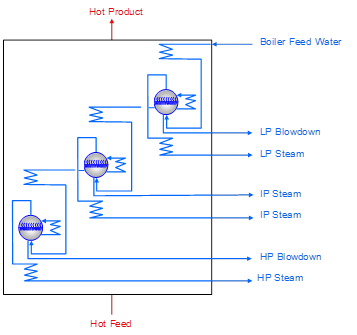 Hot Product
Boiler Feed Water
LP Blowdown
LP Steam
IP Steam
IP Steam
HP Blowdown
HP Steam
Hot Feed